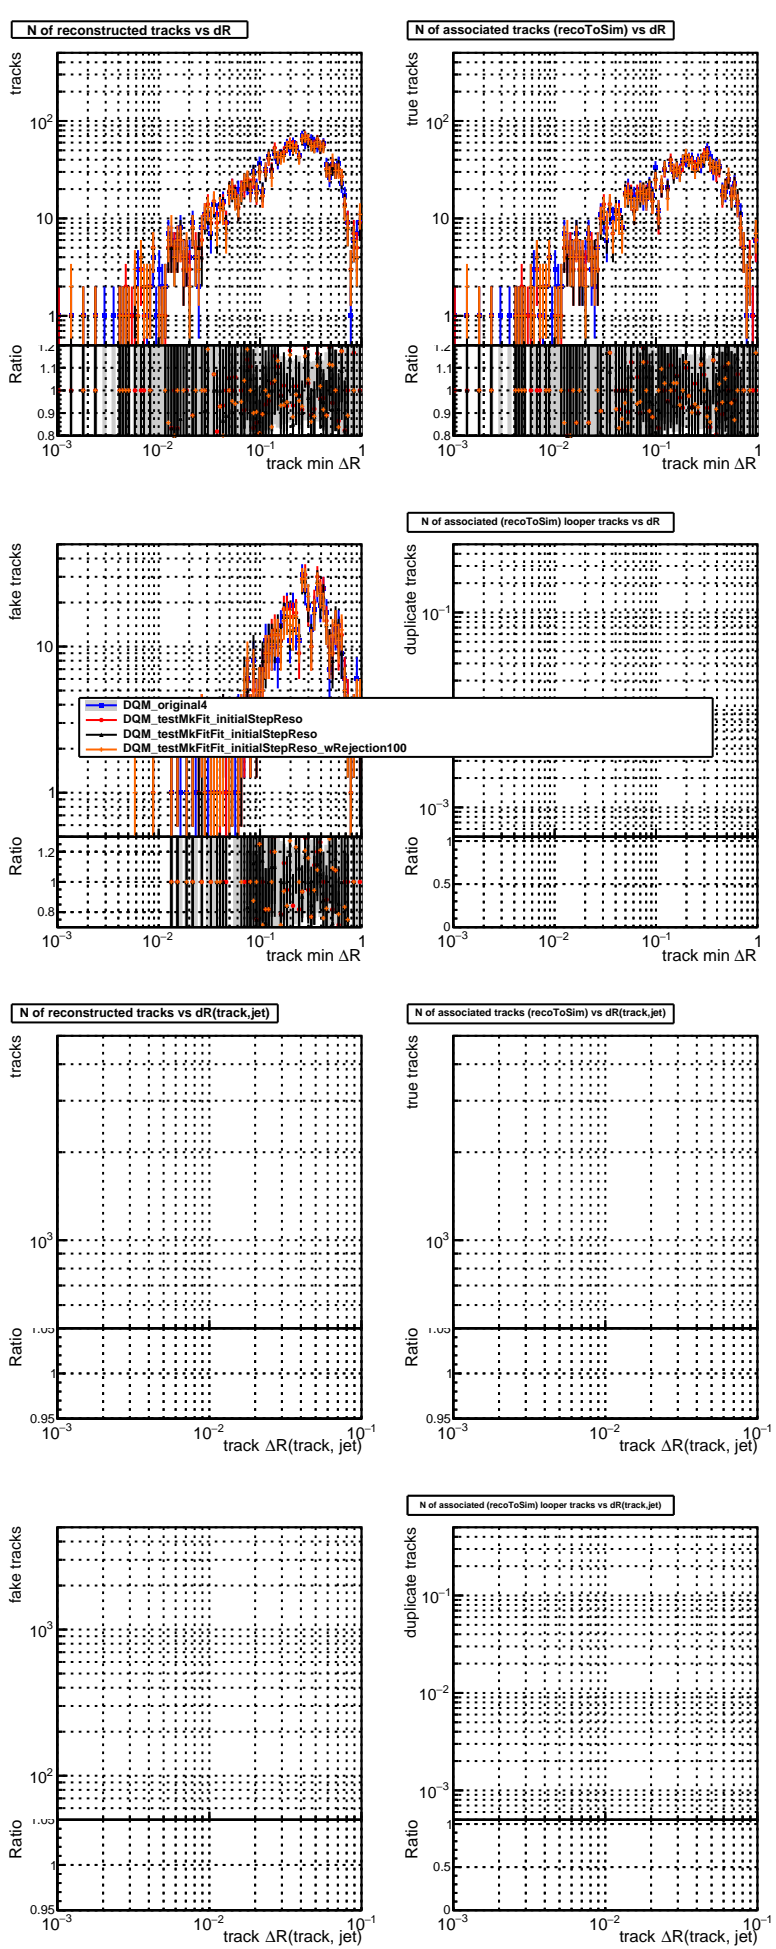 N of reconstructed tracks vs dR
N of associated tracks (recoToSim) vs dR
tracks
10²
10
1
Ratio
1.2
1.1
1
0.9
0.8
10⁻³ 10⁻² 10⁻¹ 1
track min ΔR
true tracks
10²
10
1
Ratio
1.2
1.1
1
0.9
0.8
10⁻³ 10⁻² 10⁻¹ 1
track min ΔR
N of associated (recoToSim) looper tracks vs dR
fake tracks
10
1
Ratio
1.2
1
0.8
10⁻³ 10⁻² 10⁻¹ 1
track min ΔR
duplicate tracks
10⁻¹
10⁻³
Ratio
1
0.5
0
10⁻³ 10⁻² 10⁻¹ 1
track min ΔR
DQM_original4
DQM_testMkFit_initialStepReso
DQM_testMkFitFit_initialStepReso
DQM_testMkFitFit_initialStepReso_wRejection100
N of reconstructed tracks vs dR(track,jet)
N of associated tracks (recoToSim) vs dR(track,jet)
tracks
10³
Ratio
1.05
1
0.95
10⁻³ 10⁻² 10⁻¹
track ΔR(track, jet)
true tracks
10³
Ratio
1.05
1
0.95
10⁻³ 10⁻² 10⁻¹
track ΔR(track, jet)
N of associated (recoToSim) looper tracks vs dR(track,jet)
fake tracks
10³
10²
Ratio
1.05
1
0.95
10⁻³ 10⁻² 10⁻¹
track ΔR(track, jet)
duplicate tracks
10⁻¹
10⁻²
10⁻³
Ratio
1
0.5
0
10⁻³ 10⁻² 10⁻¹
track ΔR(track, jet)